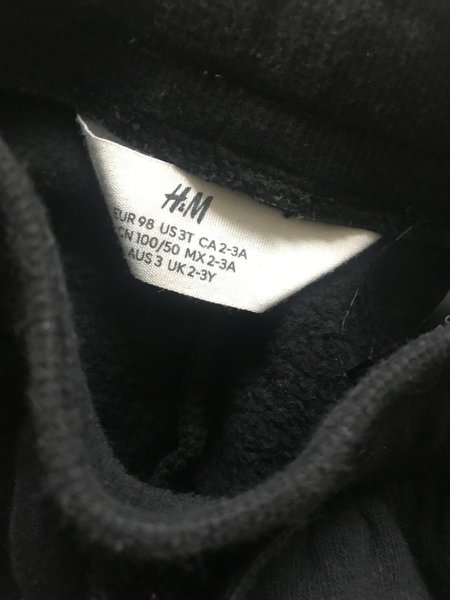 H&M
EUR 98 US 3T CA 2-3A
CN 100/50 MX 2-3A
AUS 3 UK 2-3Y